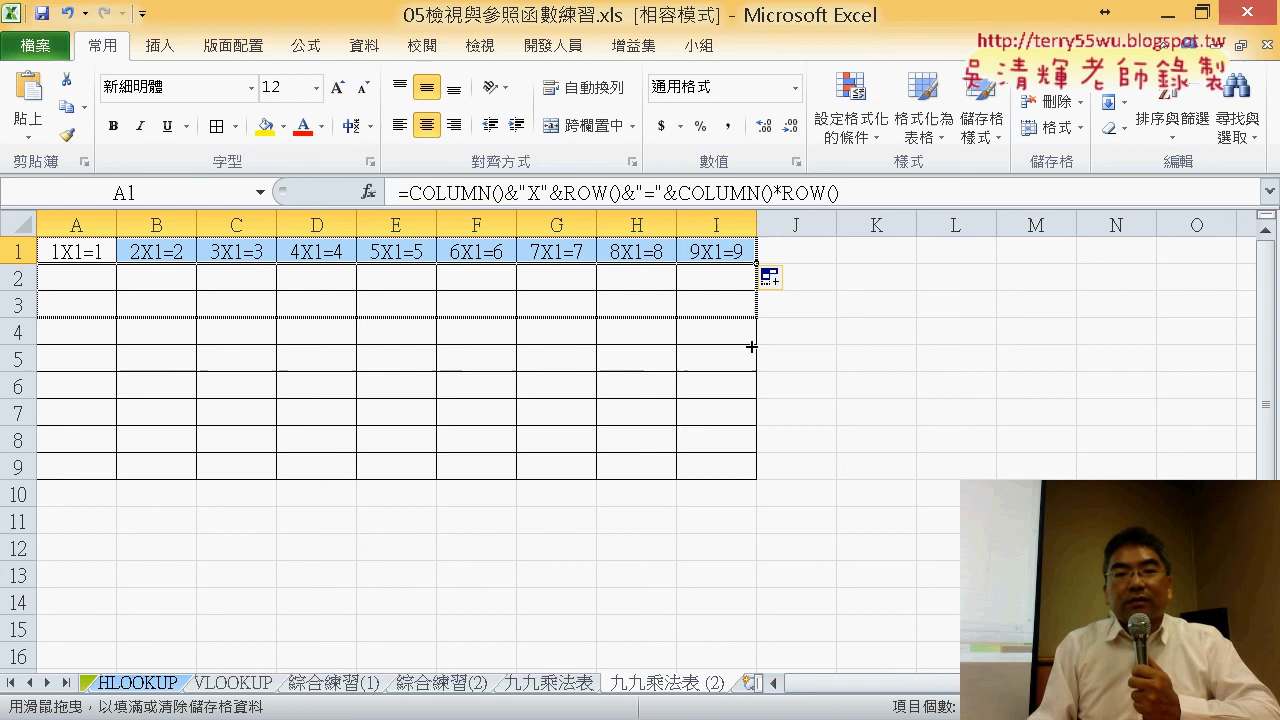 05檢視與參照函數練習.xls [相容模式] - Microsoft Excel
http://terry55wu.blogspot.tw
吳清輝老師錄製
檔案 常用 插入 版面配置 公式 資料 校閱 檢視 開發人員 增益集 小組
新細明體 12 自動換列 通用格式 刪除
貼上 B I U 跨欄置中 $ % , 設定格式化的條件 格式化為表格 儲存格樣式 格式 排序與篩選 尋找與選取
剪貼簿 字型 對齊方式 數值 樣式 儲存格 編輯
A1 fx =COLUMN()&"X"&ROW()&"="&COLUMN()*ROW()
A B C D E F G H I J K L M N O
1 1X1=1 2X1=2 3X1=3 4X1=4 5X1=5 6X1=6 7X1=7 8X1=8 9X1=9
2
3
4
5
6
7
8
9
10
11
12
13
14
15
16
HLOOKUP VLOOKUP 綜合練習(1) 綜合練習(2) 九九乘法表 九九乘法表 (2)
用滑鼠拖曳，以填滿或清除儲存格資料 項目個數: